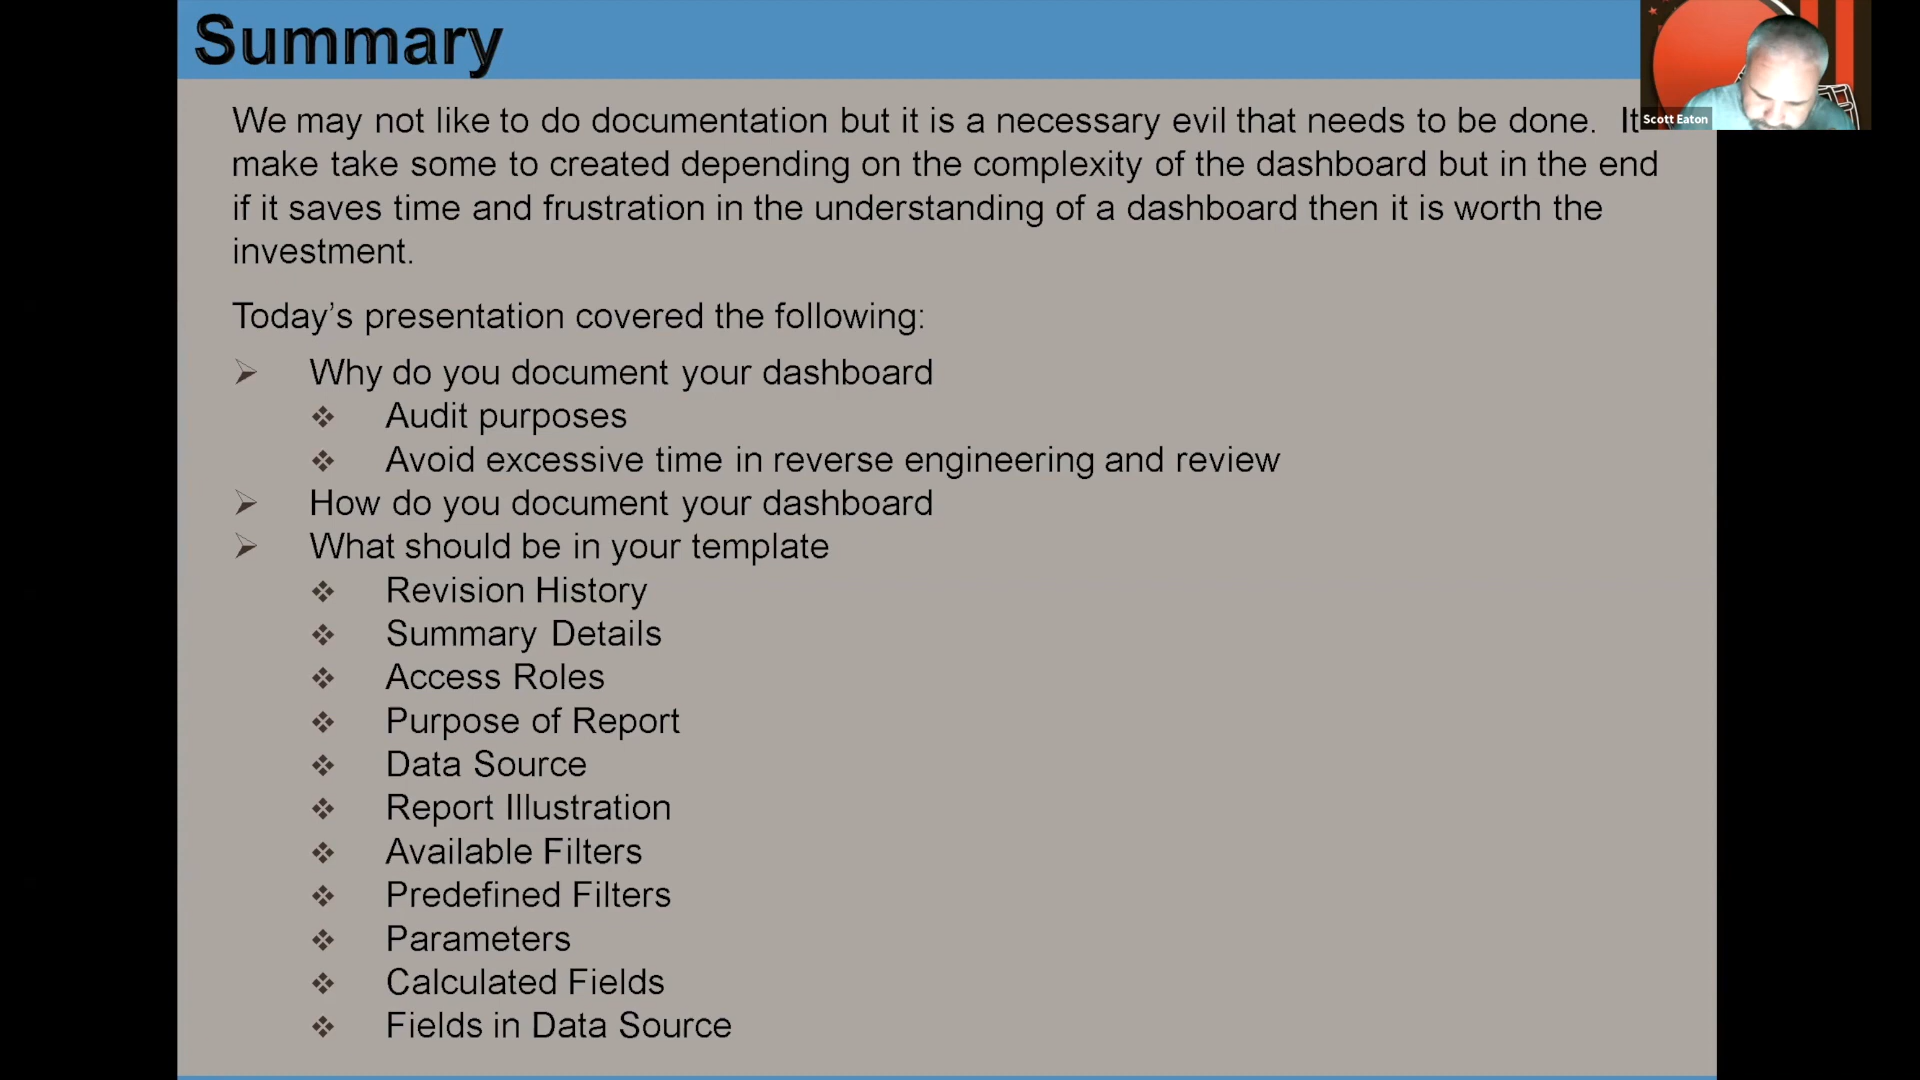 Summary
We may not like to do documentation but it is a necessary evil that needs to be done. It
make take some to created depending on the complexity of the dashboard but in the end
if it saves time and frustration in the understanding of a dashboard then it is worth the
investment.
Today's presentation covered the following:
Why do you document your dashboard
Audit purposes
Avoid excessive time in reverse engineering and review
How do you document your dashboard
What should be in your template
Revision History
Summary Details
Access Roles
Purpose of Report
Data Source
Report Illustration
Available Filters
Predefined Filters
Parameters
Calculated Fields
Fields in Data Source
Scott Eaton